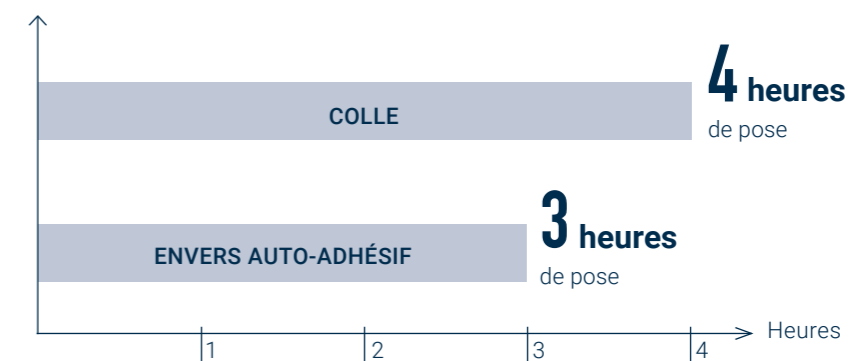 COLLE
4 heures
de pose
ENVERS AUTO-ADHÉSIF
3 heures
de pose
1 2 3 4 Heures